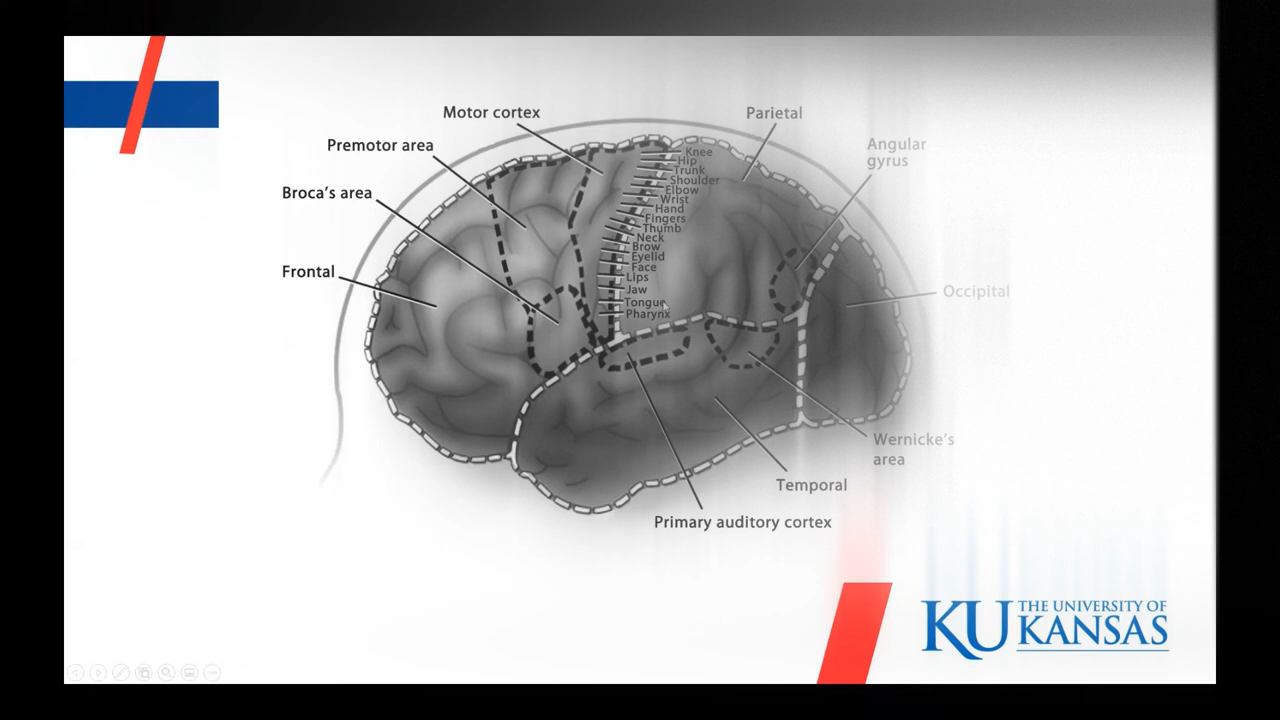 Motor cortex
Parietal
Premotor area
Angular
gyrus
Broca's area
Frontal
Knee
Hip
Trunk
Shoulder
Elbow
Wrist
Hand
Fingers
Thumb
Neck
Brow
Eyelid
Face
Lips
Jaw
Tongue
Pharynx
Occipital
Wernicke's
area
Temporal
Primary auditory cortex
KU THE UNIVERSITY OF
KANSAS